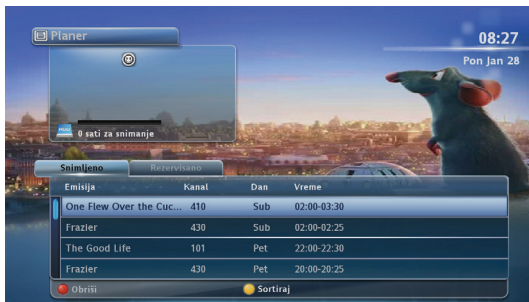 Planer
08:27
Pon Jan 28
HDD 0 sati za snimanje
Snimljeno Rezervisano
Emisija Kanal Dan Vreme
One Flew Over the Cuc... 410 Sub 02:00-03:30
Frazier 430 Sub 02:00-02:25
The Good Life 101 Pet 22:00-22:30
Frazier 430 Pet 20:00-20:25
Obriši Sortiraj